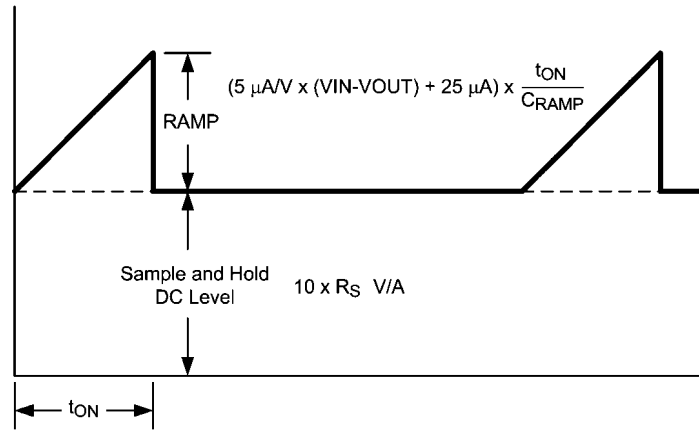 (5 μA/V x (VIN-VOUT) + 25 μA) x tON
CRAMP
RAMP
Sample and Hold
DC Level
10 x RS V/A
tON